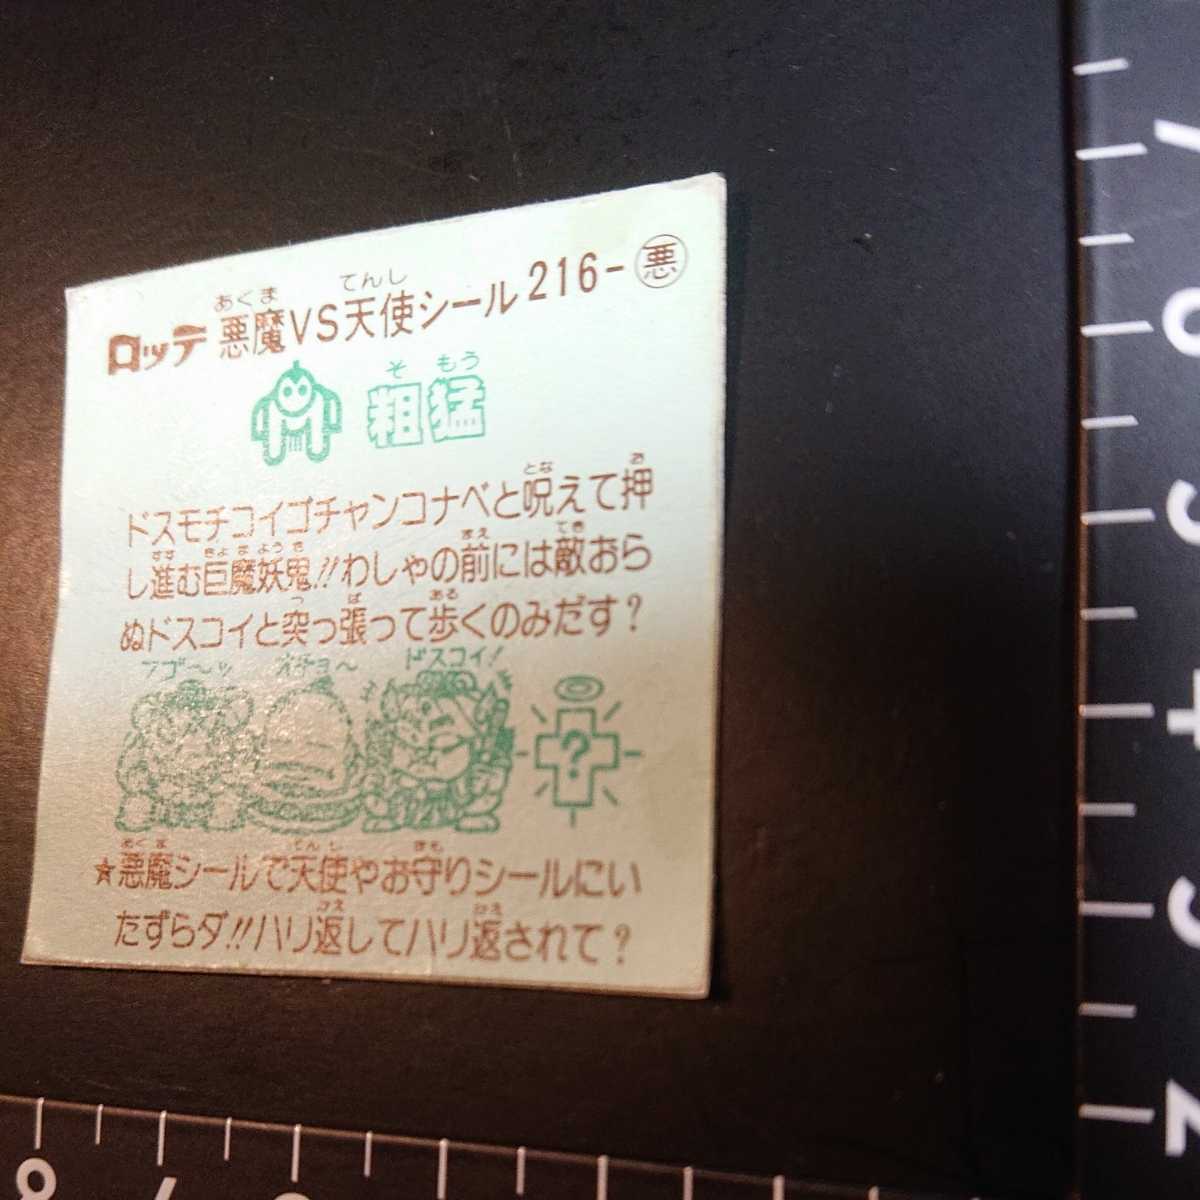 ロッテ 悪魔VS天使シール 216-悪
粗猛
ドスモチコイゴチャンコナベと呪えて押
し進む巨魔妖鬼!!わしゃの前には敵おら
ぬドスコイと突っ張って歩くのみだす？
フゴ〜ッ ドスコイ!
?
★悪魔シールで天使やお守りシールにい
たずらダ!!ハリ返してハリ返されて？